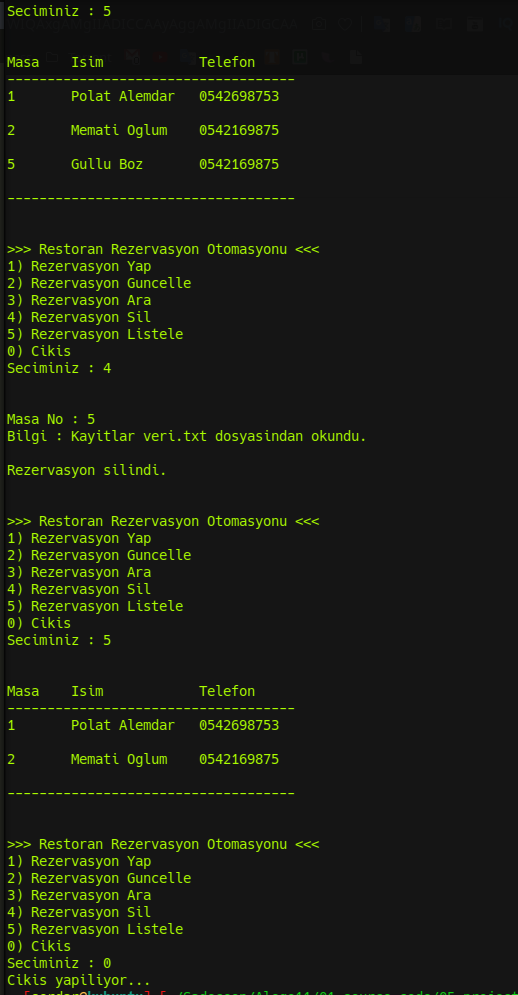 Seciminiz : 5
Masa Isim Telefon
------------------------------------
1 Polat Alemdar 0542698753
2 Memati Oglum 0542169875
5 Gullu Boz 0542169875
------------------------------------
>>> Restoran Rezervasyon Otomasyonu <<<
1) Rezervasyon Yap
2) Rezervasyon Guncelle
3) Rezervasyon Ara
4) Rezervasyon Sil
5) Rezervasyon Listele
0) Cikis
Seciminiz : 4
Masa No : 5
Bilgi : Kayitlar veri.txt dosyasindan okundu.
Rezervasyon silindi.
>>> Restoran Rezervasyon Otomasyonu <<<
1) Rezervasyon Yap
2) Rezervasyon Guncelle
3) Rezervasyon Ara
4) Rezervasyon Sil
5) Rezervasyon Listele
0) Cikis
Seciminiz : 5
Masa Isim Telefon
------------------------------------
1 Polat Alemdar 0542698753
2 Memati Oglum 0542169875
------------------------------------
>>> Restoran Rezervasyon Otomasyonu <<<
1) Rezervasyon Yap
2) Rezervasyon Guncelle
3) Rezervasyon Ara
4) Rezervasyon Sil
5) Rezervasyon Listele
0) Cikis
Seciminiz : 0
Cikis yapiliyor...